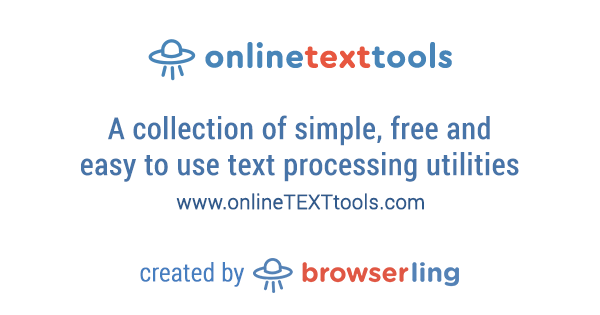 onlinetexttools
A collection of simple, free and
easy to use text processing utilities
www.onlineTEXTtools.com
created by browserling